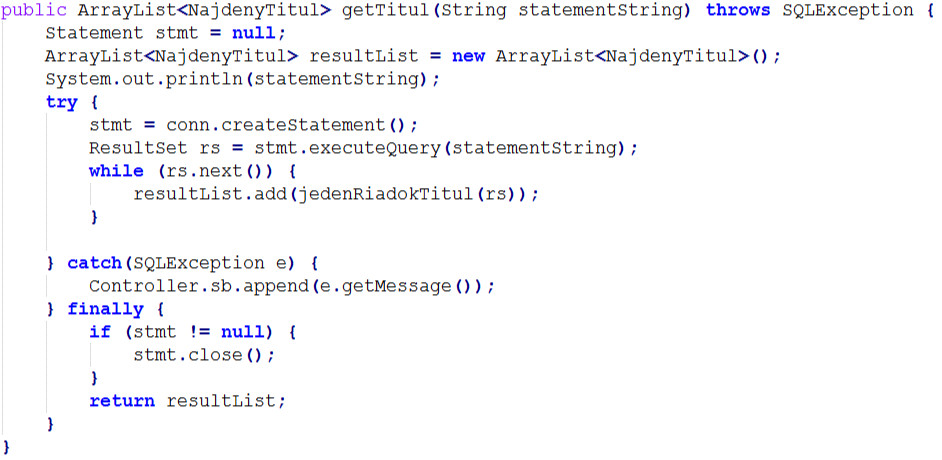 public ArrayList<NajdenyTitul> getTitul(String statementString) throws SQLException {
    Statement stmt = null;
    ArrayList<NajdenyTitul> resultList = new ArrayList<NajdenyTitul>();
    System.out.println(statementString);
    try {
        stmt = conn.createStatement();
        ResultSet rs = stmt.executeQuery(statementString);
        while (rs.next()) {
            resultList.add(jedenRiadokTitul(rs));
        }

    } catch(SQLException e) {
        Controller.sb.append(e.getMessage());
    } finally {
        if (stmt != null) {
            stmt.close();
        }
        return resultList;
    }
}